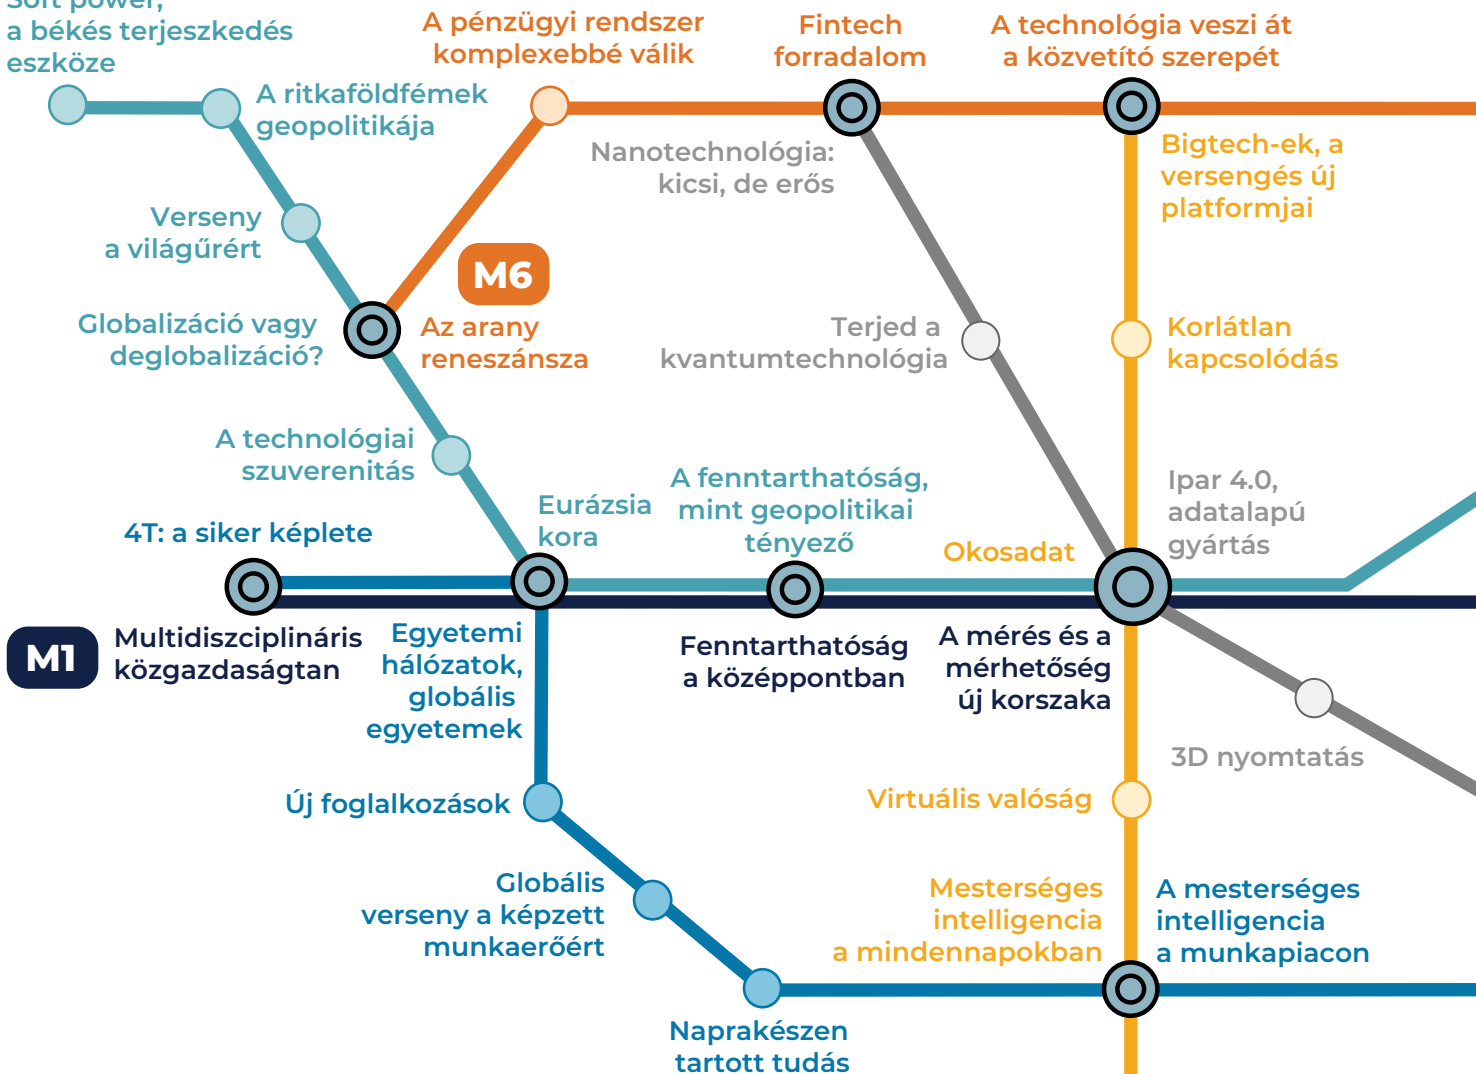 Soft power,
a békés terjeszkedés
eszköze
A ritkaföldfémek
geopolitikája
A pénzügyi rendszer
komplexebbé válik
Fintech
forradalom
A technológia veszi át
a közvetító szerepét
Nanotechnológia:
kicsi, de erős
Bigtech-ek, a
versengés új
platformjai
Verseny
a világűrért
M6
Globalizáció vagy
deglobalizáció?
Az arany
reneszánsza
Terjed a
kvantumtechnológia
Korlátlan
kapcsolódás
A technológiai
szuverenitás
Eurázsia
kora
A fenntarthatóság,
mint geopolitikai
tényező
Ipar 4.0,
adatalapú
gyártás
4T: a siker képlete
Okosadat
M1
Multidiszciplináris
közgazdaságtan
Egyetemi
hálózatok,
globális
egyetemek
Fenntarthatóság
a középpontban
A mérés és a
mérhetőség
új korszaka
3D nyomtatás
Új foglalkozások
Virtuális valóság
Globális
verseny a képzett
munkaerőért
Mesterséges
intelligencia
a mindennapokban
A mesterséges
intelligencia
a munkapiacon
Naprakészen
tartott tudás